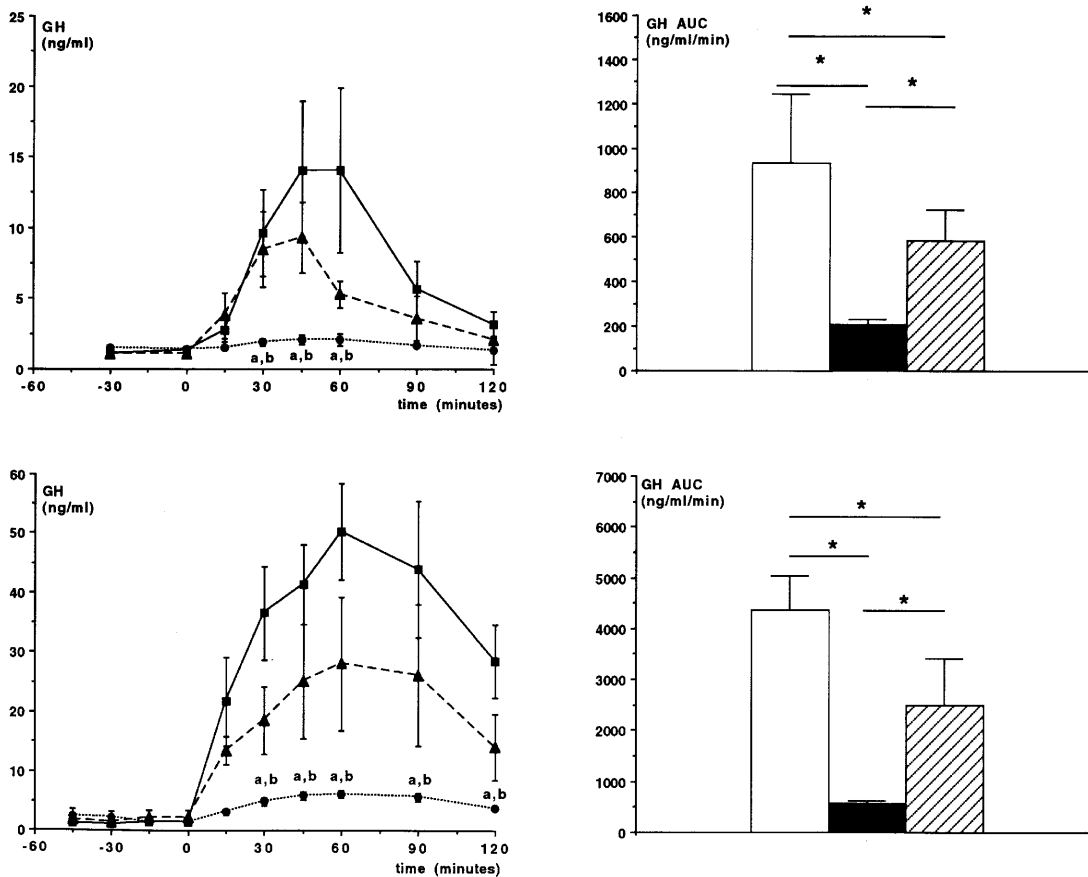 GH
(ng/ml)
25
20
15
10
5
0
-60 -30 0 30 60 90 120
time (minutes)
a,b a,b a,b
GH AUC
(ng/ml/min)
1600
1400
1200
1000
800
600
400
200
0
*
*
*
GH
(ng/ml)
60
50
40
30
20
10
0
-60 -30 0 30 60 90 120
time (minutes)
a,b a,b a,b a,b a,b
GH AUC
(ng/ml/min)
7000
6000
5000
4000
3000
2000
1000
0
*
*
*